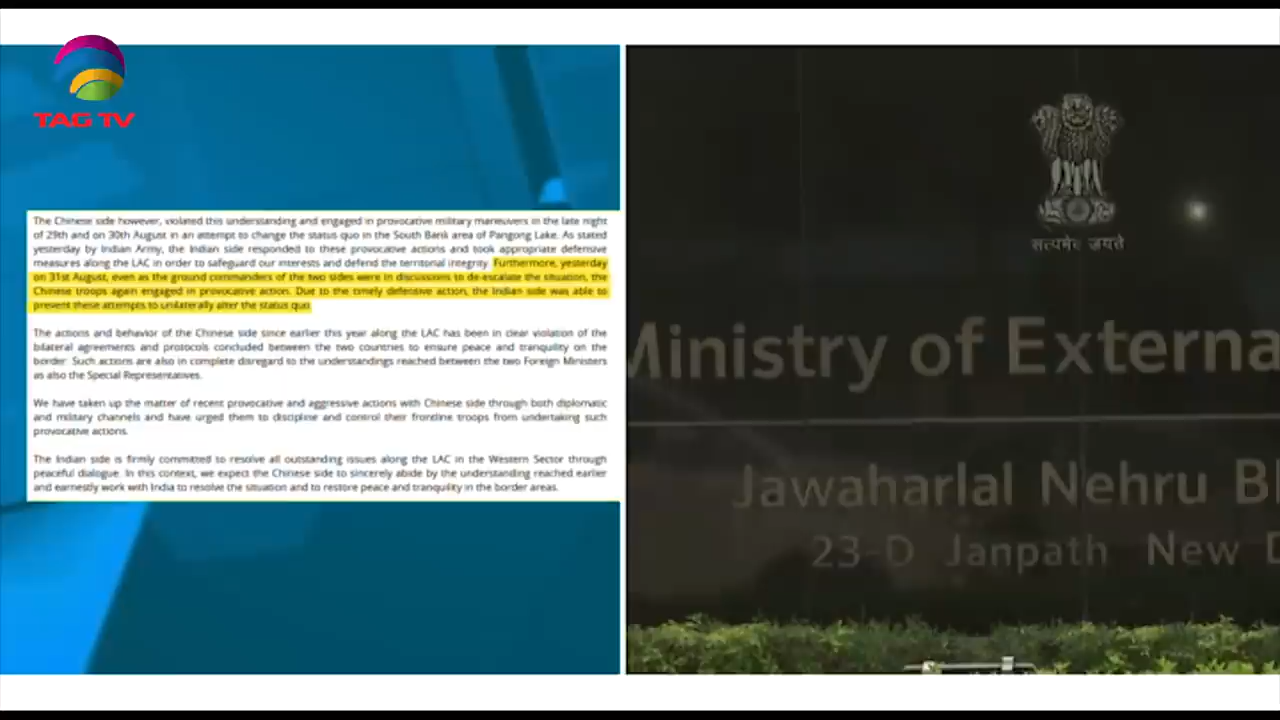 TAG TV
The Chinese side however, violated this understanding and engaged in provocative military maneuvers in the late night
of 29th and on 30th August in an attempt to change the status quo in the South Bank area of Pangong Lake. As stated
yesterday by Indian Army, the Indian side responded to these provocative actions and took appropriate defensive
measures along the LAC in order to safeguard our interests and defend the territorial integrity. Furthermore, yesterday
on 31st August, even as the ground commanders of the two sides were in discussions to de-escalate the situation, the
Chinese troops again engaged in provocative action. Due to the timely defensive action, the Indian side was able to
prevent these attempts to unilaterally alter the status quo.
The actions and behavior of the Chinese side since earlier this year along the LAC has been in clear violation of the
bilateral agreements and protocols concluded between the two countries to ensure peace and tranquility on the
border. Such actions are also in complete disregard to the understandings reached between the two Foreign Ministers
as also the Special Representatives.
We have taken up the matter of recent provocative and aggressive actions with Chinese side through both diplomatic
and military channels and have urged them to discipline and control their frontline troops from undertaking such
provocative actions.
The Indian side is firmly committed to resolve all outstanding issues along the LAC in the Western Sector through
peaceful dialogue. In this context, we expect the Chinese side to sincerely abide by the understanding reached earlier
and earnestly work with India to resolve the situation and to restore peace and tranquility in the border areas.
सत्यमेव जयते
Ministry of Externa
Jawaharlal Nehru B
23-D Janpath New D